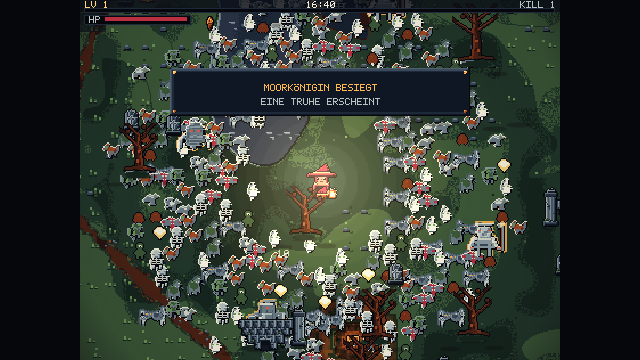 LV 1 16:40 KILL 1
HP
MOORKÖNIGIN BESIEGT
EINE TRUHE ERSCHEINT